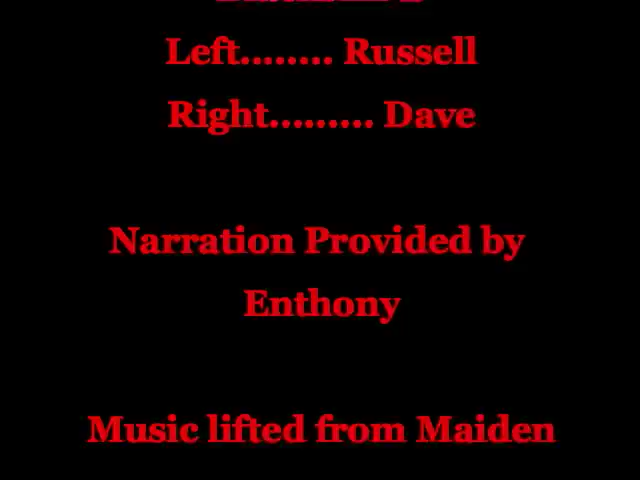 Left........ Russell
Right......... Dave
Narration Provided by
Enthony
Music lifted from Maiden